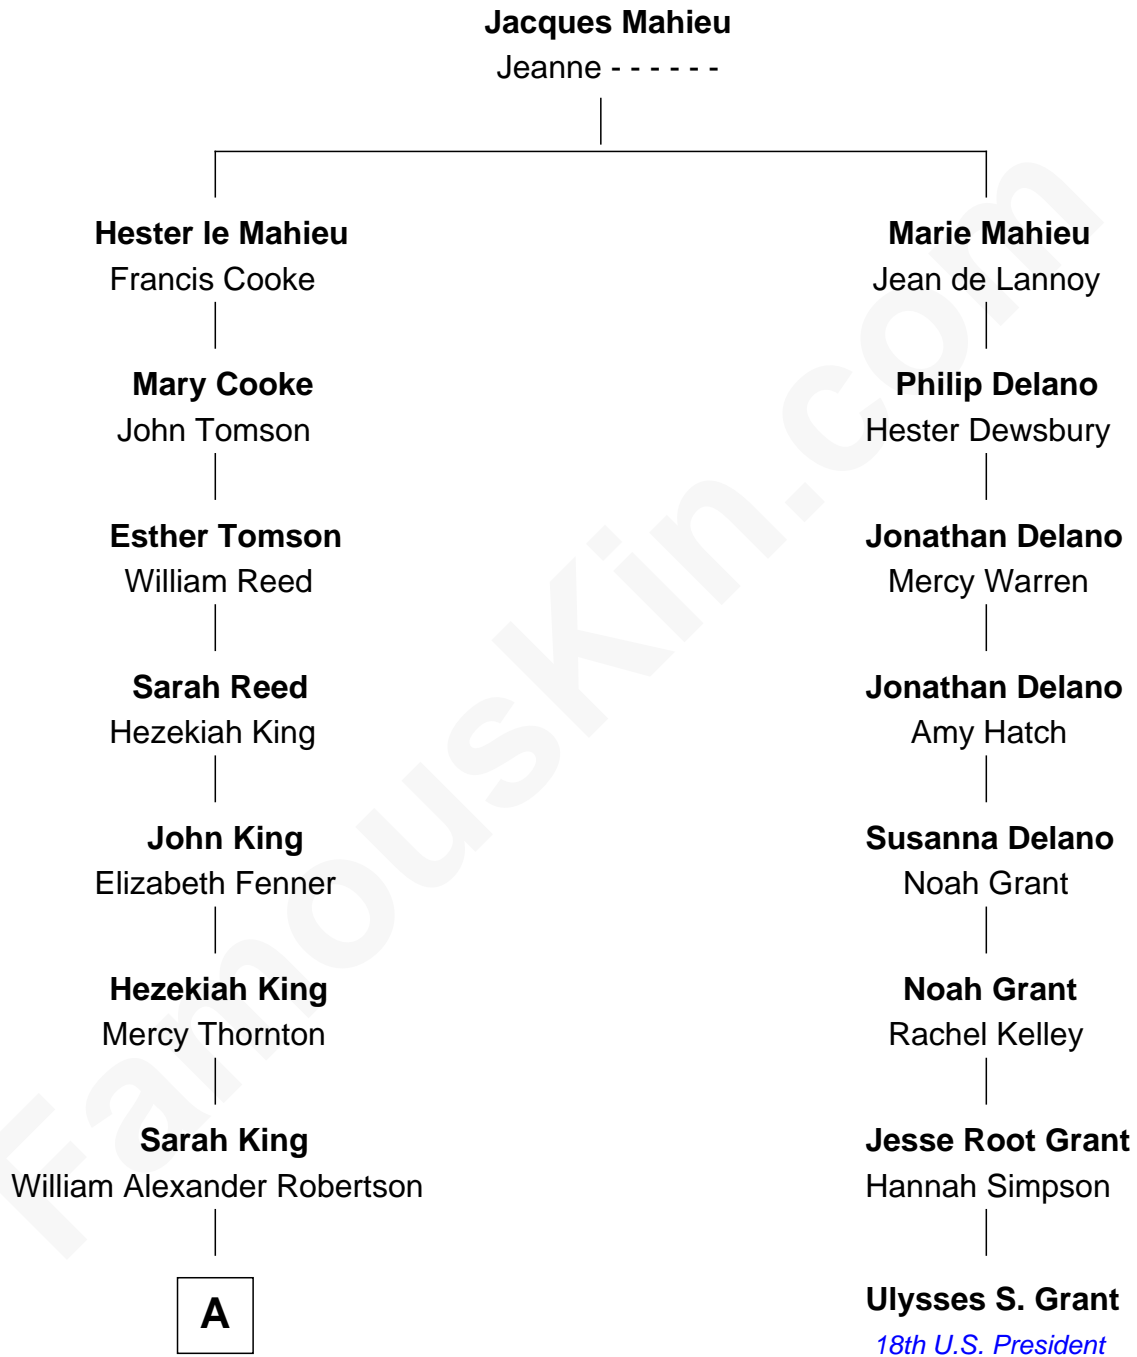 Jacques Mahieu
Jeanne - - - - - -
Hester le Mahieu
Francis Cooke
Marie Mahieu
Jean de Lannoy
Mary Cooke
John Tomson
Philip Delano
Hester Dewsbury
Esther Tomson
William Reed
Jonathan Delano
Mercy Warren
Sarah Reed
Hezekiah King
Jonathan Delano
Amy Hatch
John King
Elizabeth Fenner
Susanna Delano
Noah Grant
Hezekiah King
Mercy Thornton
Noah Grant
Rachel Kelley
Sarah King
William Alexander Robertson
Jesse Root Grant
Hannah Simpson
A
Ulysses S. Grant
18th U.S. President
FamousKin.com